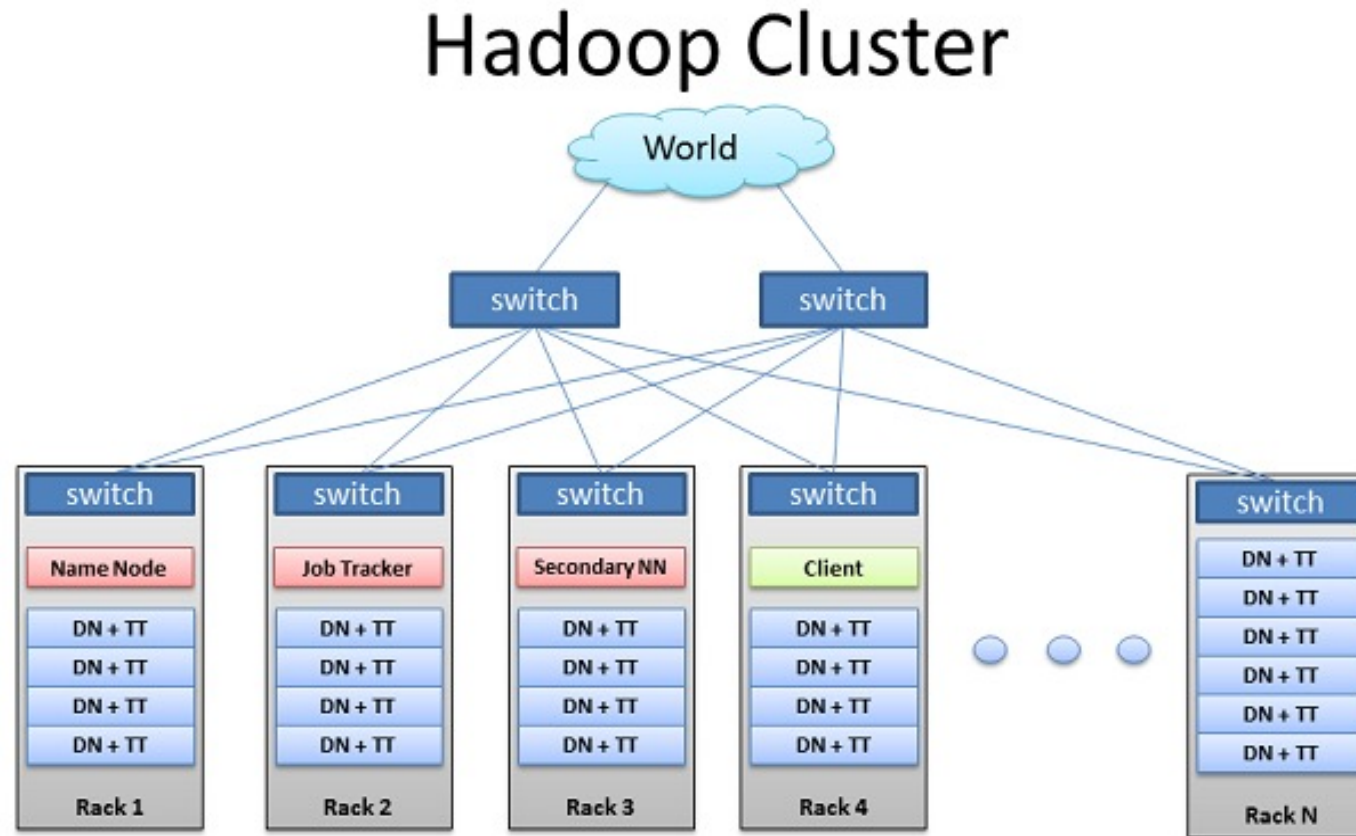 Hadoop Cluster
World
switch
switch
switch
Name Node
DN + TT
DN + TT
DN + TT
DN + TT
Rack 1
switch
Job Tracker
DN + TT
DN + TT
DN + TT
DN + TT
Rack 2
switch
Secondary NN
DN + TT
DN + TT
DN + TT
DN + TT
Rack 3
switch
Client
DN + TT
DN + TT
DN + TT
DN + TT
Rack 4
switch
DN + TT
DN + TT
DN + TT
DN + TT
DN + TT
DN + TT
Rack N